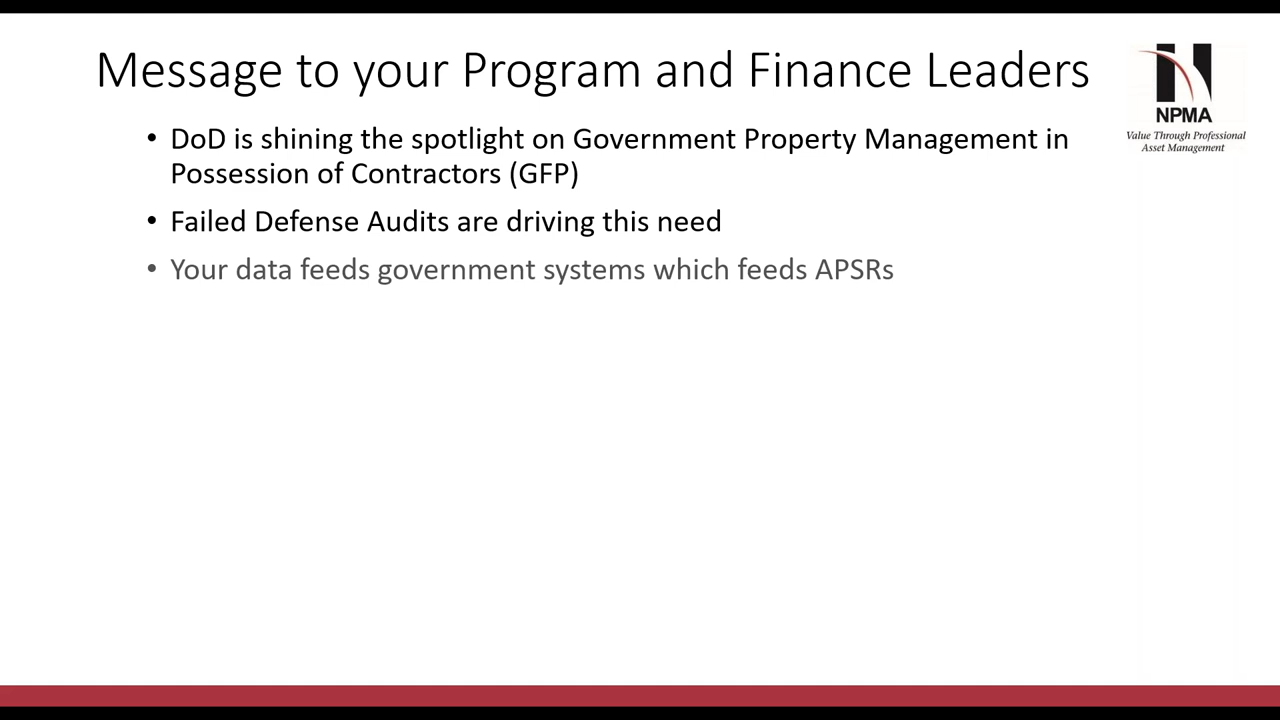 Message to your Program and Finance Leaders
NPMA
Value Through Professional
Asset Management
• DoD is shining the spotlight on Government Property Management in
Possession of Contractors (GFP)
• Failed Defense Audits are driving this need
• Your data feeds government systems which feeds APSRs